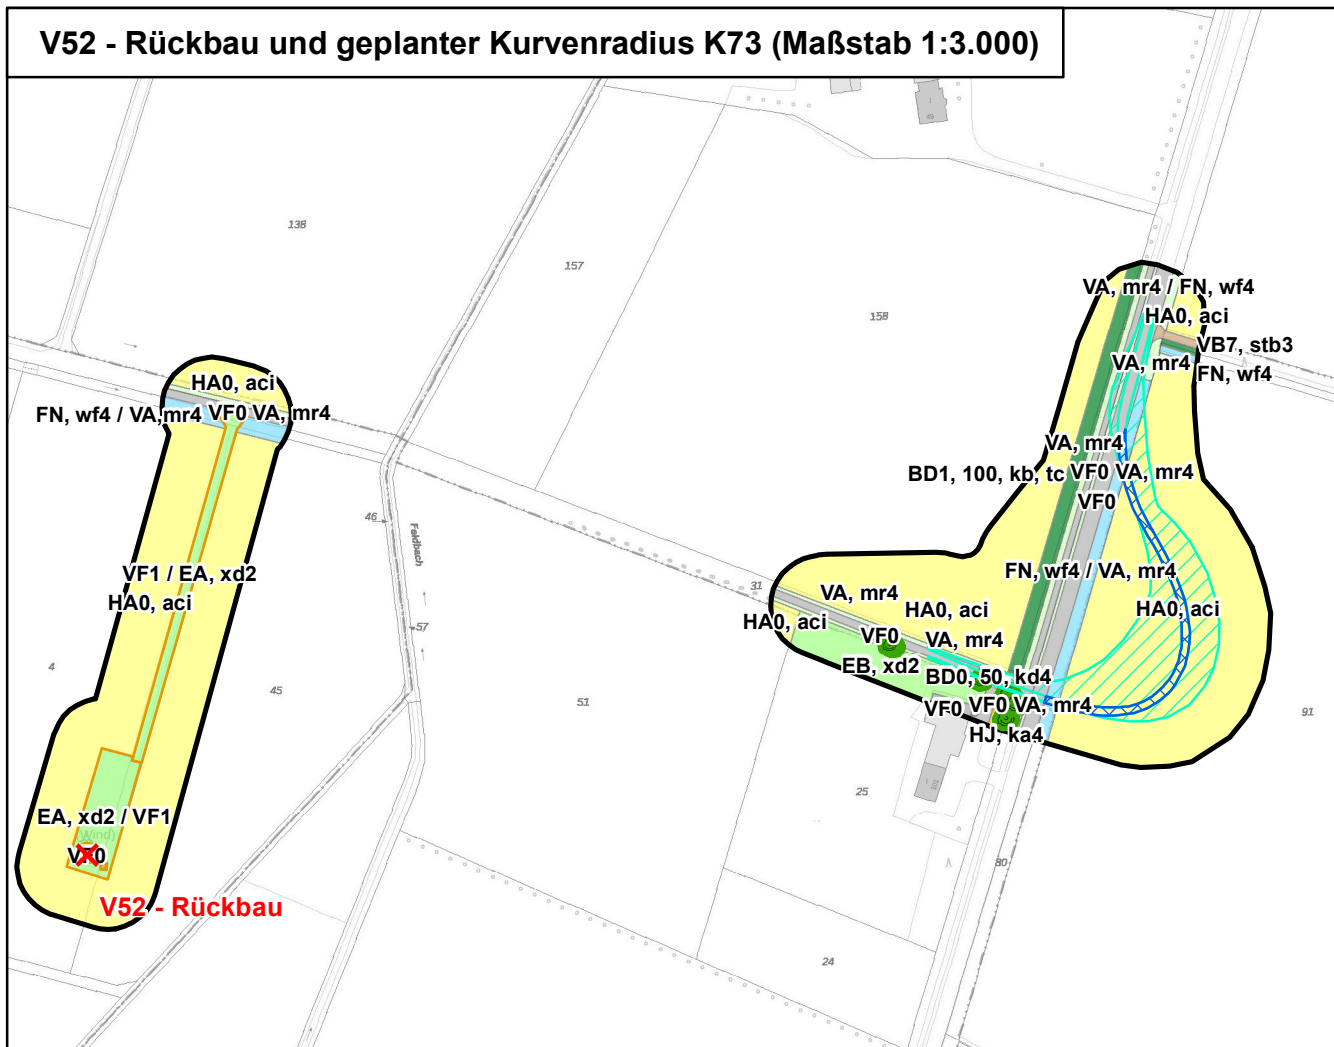 V52 - Rückbau und geplanter Kurvenradius K73 (Maßstab 1:3.000)
49
138
157
158
VA, mr4 / FN, wf4
HA0, aci
VB7, stb3
VA, mr4
FN, wf4
HA0, aci
FN, wf4 / VA,mr4
VF0 VA, mr4
VA, mr4
BD1, 100, kb, tc
VF0 VA, mr4
VF0
46
Feldbach
VF1 / EA, xd2
HA0, aci
FN, wf4 / VA, mr4
31
VA, mr4
HA0, aci
HA0, aci
HA0, aci
57
VF0
VA, mr4
EB, xd2
4
45
51
BD0, 50, kd4
VF0
VF0 VA, mr4
HJ, ka4
91
25
EA, xd2 / VF1
(Wind)
VF0
V52 - Rückbau
24